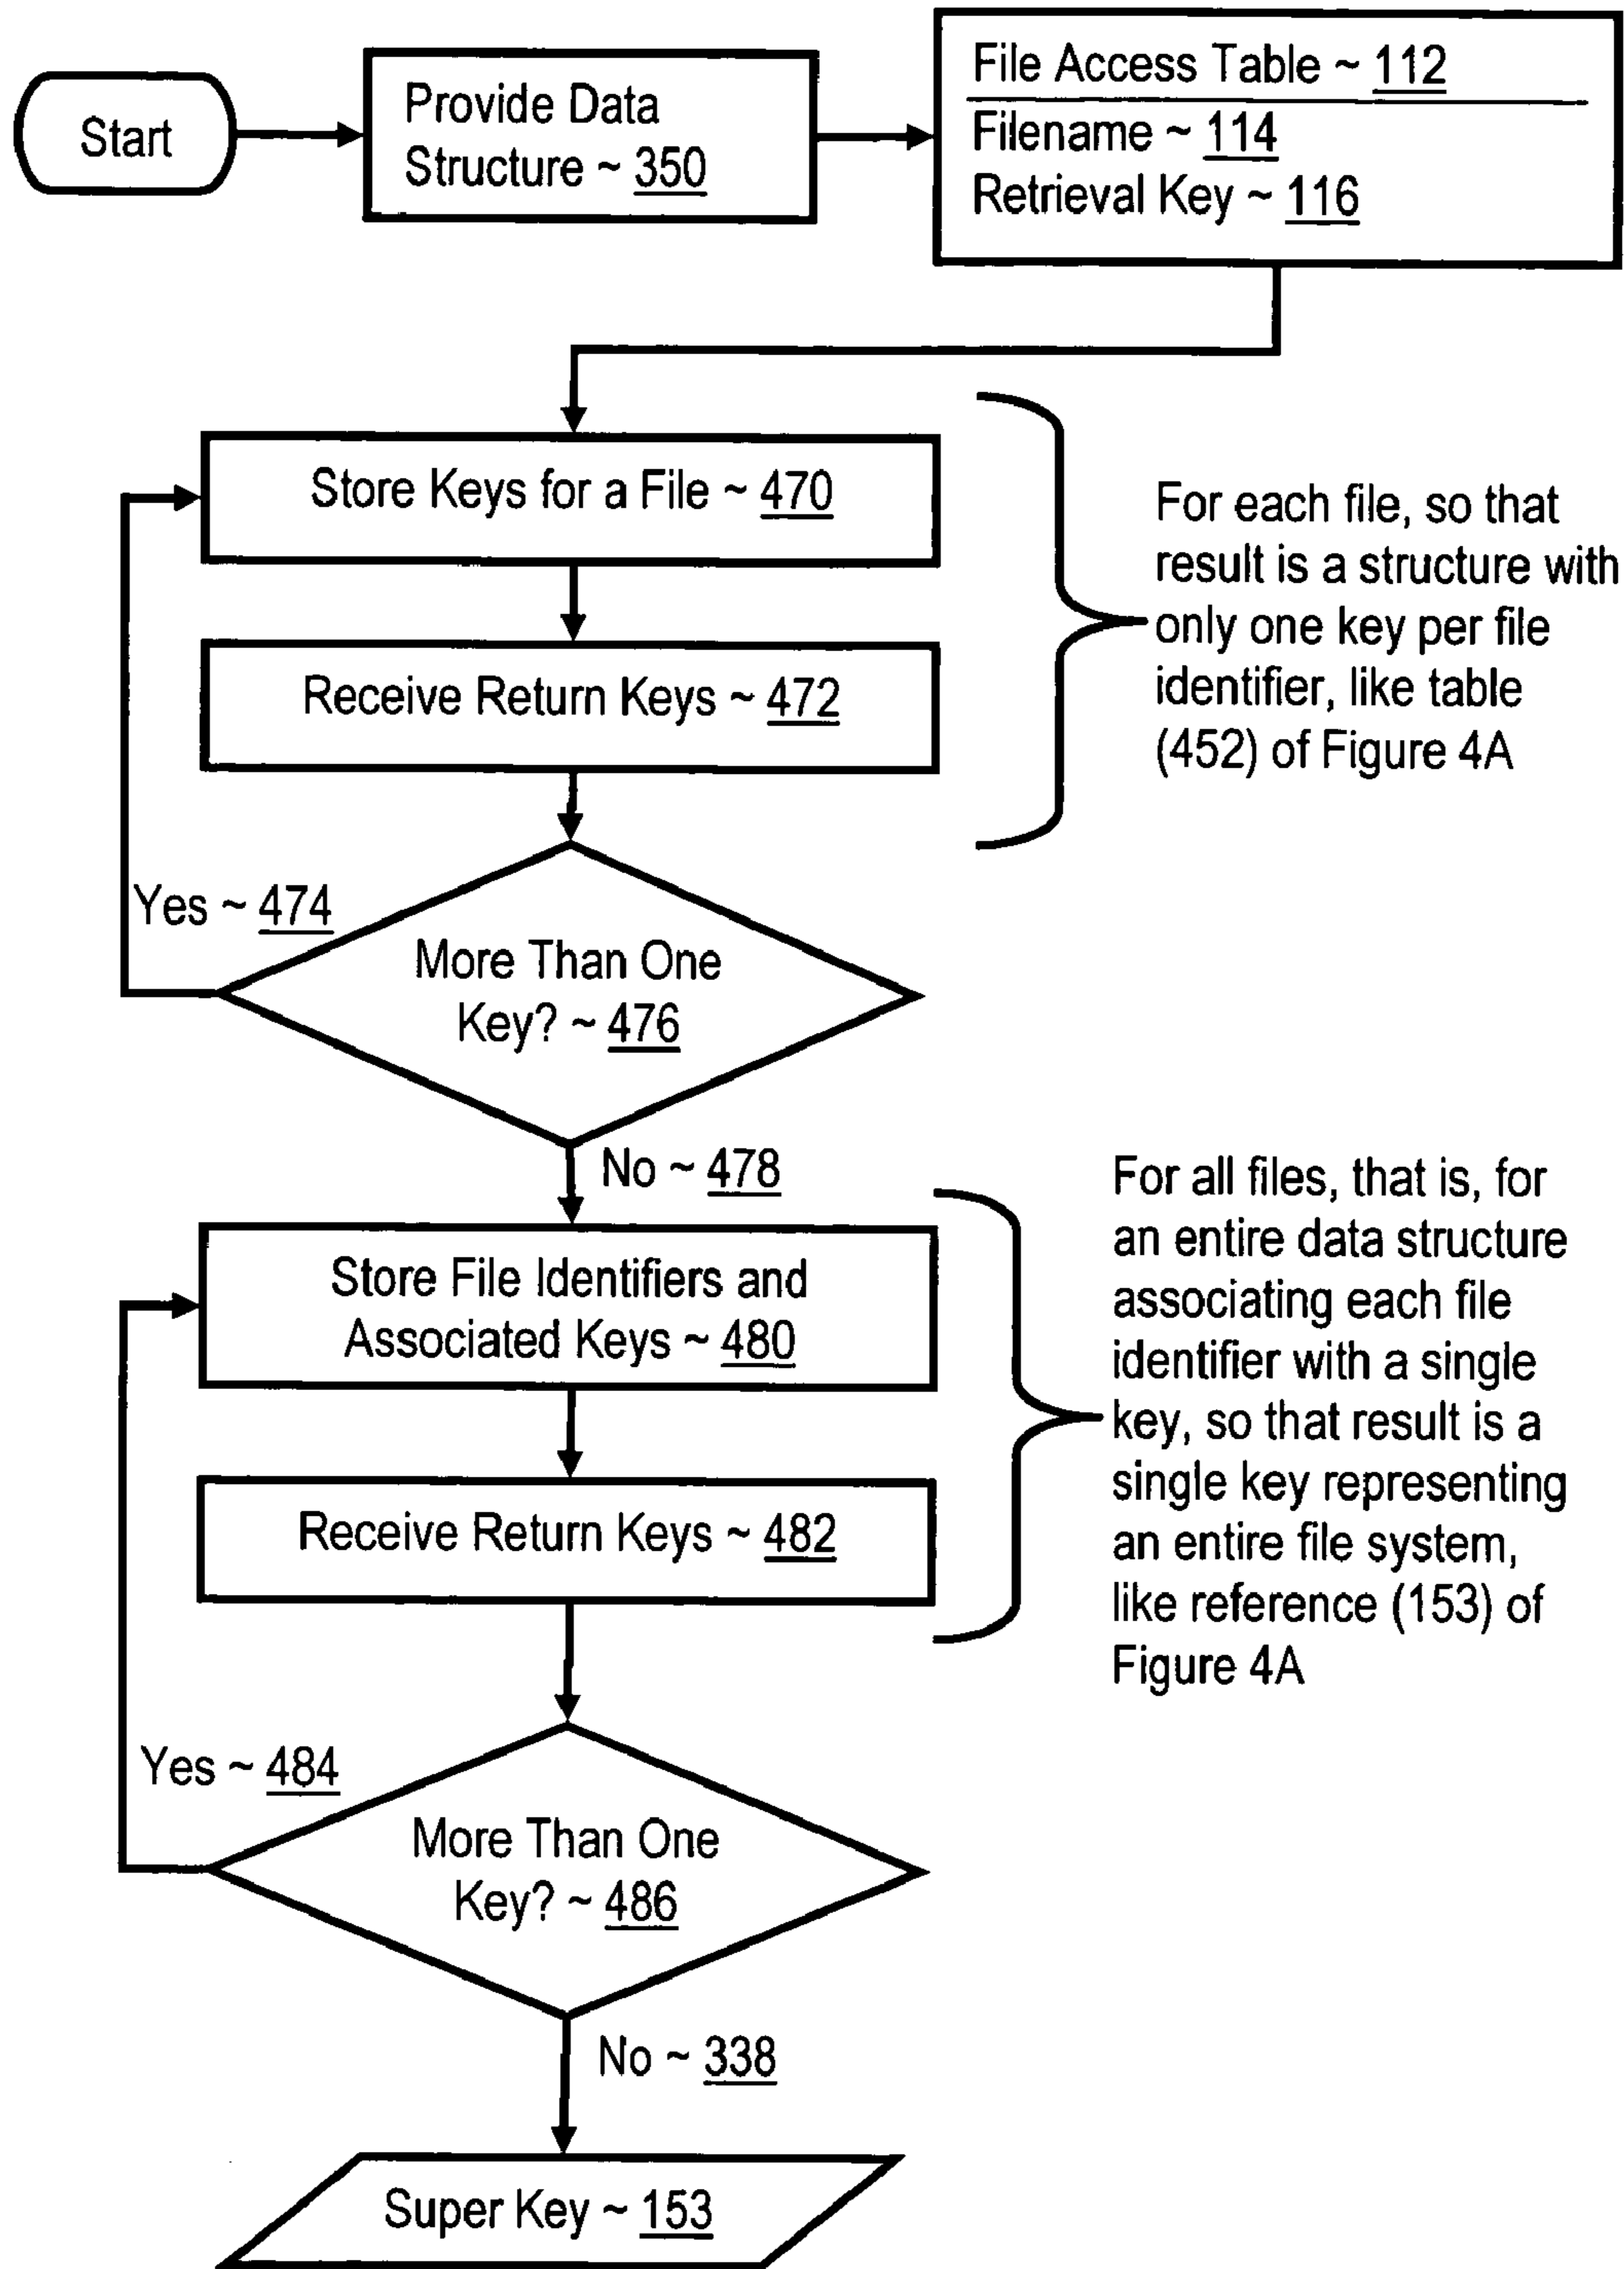 Start
Provide Data
Structure ~ 350
File Access Table ~ 112
Filename ~ 114
Retrieval Key ~ 116
Store Keys for a File ~ 470
Receive Return Keys ~ 472
For each file, so that
result is a structure with
only one key per file
identifier, like table
(452) of Figure 4A
Yes ~ 474
More Than One
Key? ~ 476
No ~ 478
Store File Identifiers and
Associated Keys ~ 480
Receive Return Keys ~ 482
For all files, that is, for
an entire data structure
associating each file
identifier with a single
key, so that result is a
single key representing
an entire file system,
like reference (153) of
Figure 4A
Yes ~ 484
More Than One
Key? ~ 486
No ~ 338
Super Key ~ 153